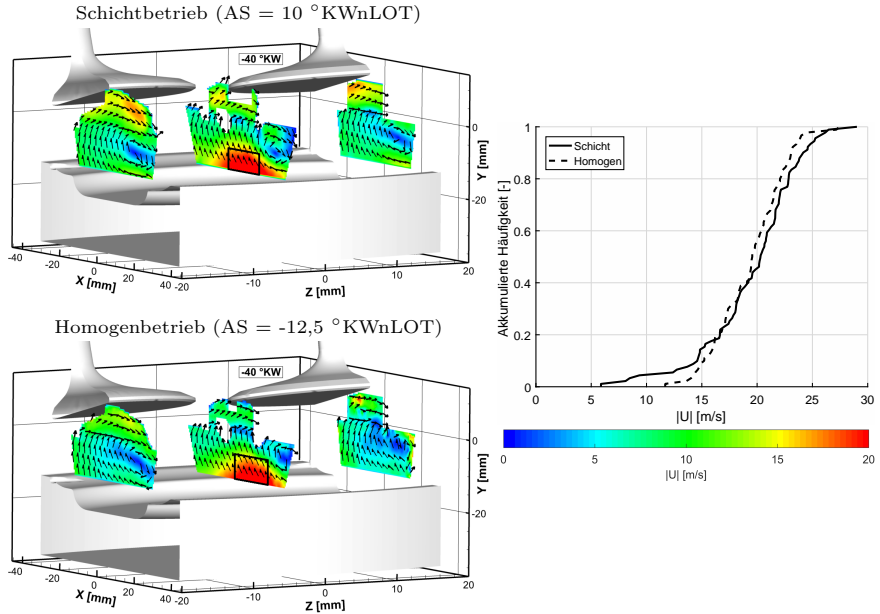 Schichtbetrieb (AS = 10 °KWnLOT)
-40 °KW
0
-20
Y [mm]
-40
-20
0
20
40
X [mm]
-20
-10
0
10
20
Z [mm]
Homogenbetrieb (AS = -12,5 °KWnLOT)
-40 °KW
0
-20
Y [mm]
-40
-20
0
20
40
X [mm]
-20
-10
0
10
20
Z [mm]
Schicht
Homogen
Akkumulierte Häufigkeit [-]
1
0.8
0.6
0.4
0.2
0
0 5 10 15 20 25 30
|U| [m/s]
0 5 10 15 20
|U| [m/s]